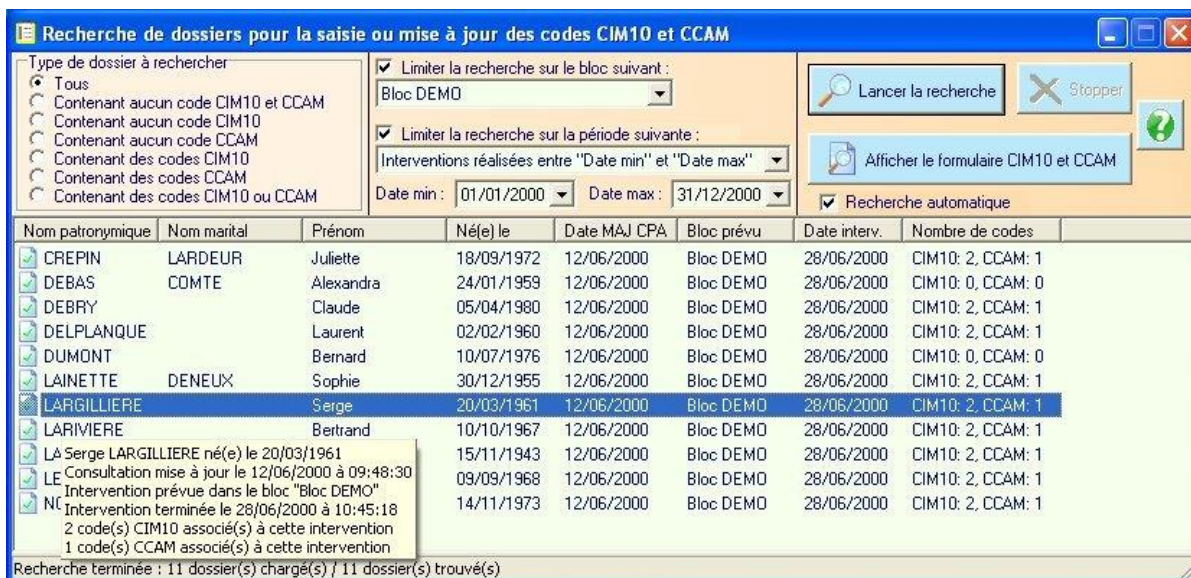 Recherche de dossiers pour la saisie ou mise à jour des codes CIM10 et CCAM
Type de dossier à rechercher
Tous
Contenant aucun code CIM10 et CCAM
Contenant aucun code CIM10
Contenant aucun code CCAM
Contenant des codes CIM10
Contenant des codes CCAM
Contenant des codes CIM10 ou CCAM
Limiter la recherche sur le bloc suivant :
Bloc DEMO
Limiter la recherche sur la période suivante :
Interventions réalisées entre "Date min" et "Date max"
Date min : 01/01/2000 Date max : 31/12/2000
Lancer la recherche Stopper
Afficher le formulaire CIM10 et CCAM
Recherche automatique
Nom patronymique Nom marital Prénom Né(e) le Date MAJ CPA Bloc prévu Date interv. Nombre de codes
CREPIN LARDEUR Juliette 18/09/1972 12/06/2000 Bloc DEMO 28/06/2000 CIM10: 2, CCAM: 1
DEBAS COMTE Alexandra 24/01/1959 12/06/2000 Bloc DEMO 28/06/2000 CIM10: 0, CCAM: 0
DEBRY Claude 05/04/1980 12/06/2000 Bloc DEMO 28/06/2000 CIM10: 2, CCAM: 1
DELPLANQUE Laurent 02/02/1960 12/06/2000 Bloc DEMO 28/06/2000 CIM10: 2, CCAM: 1
DUMONT Bernard 10/07/1976 12/06/2000 Bloc DEMO 28/06/2000 CIM10: 0, CCAM: 0
LAINETTE DENEUX Sophie 30/12/1955 12/06/2000 Bloc DEMO 28/06/2000 CIM10: 2, CCAM: 1
LARGILLIERE Serge 20/03/1961 12/06/2000 Bloc DEMO 28/06/2000 CIM10: 2, CCAM: 1
LARIVIERE Bertrand 10/10/1967 12/06/2000 Bloc DEMO 28/06/2000 CIM10: 2, CCAM: 1
LA 15/11/1943 12/06/2000 Bloc DEMO 28/06/2000 CIM10: 2, CCAM: 1
LE 09/09/1968 12/06/2000 Bloc DEMO 28/06/2000 CIM10: 2, CCAM: 1
14/11/1973 12/06/2000 Bloc DEMO 28/06/2000 CIM10: 2, CCAM: 1
Serge LARGILLIERE né(e) le 20/03/1961
Consultation mise à jour le 12/06/2000 à 09:48:30
Intervention prévue dans le bloc "Bloc DEMO"
Intervention terminée le 28/06/2000 à 10:45:18
2 code(s) CIM10 associé(s) à cette intervention
1 code(s) CCAM associé(s) à cette intervention
Recherche terminée : 11 dossier(s) chargé(s) / 11 dossier(s) trouvé(s)